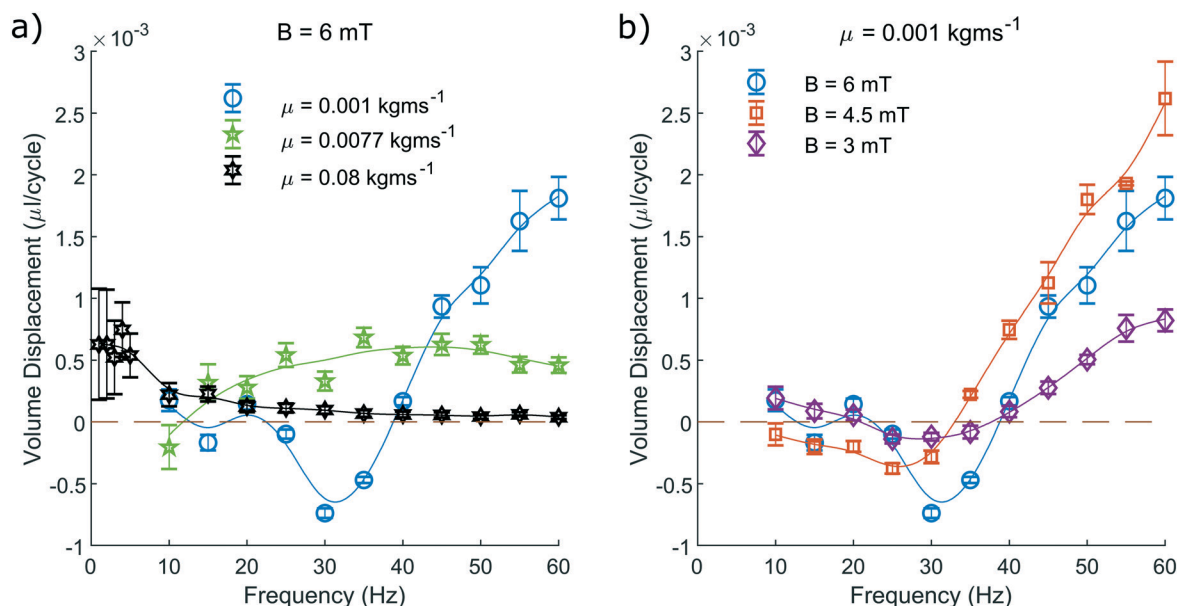 a)
× 10⁻³
B = 6 mT
3
2.5
2
1.5
1
0.5
0
-0.5
-1
Volume Displacement (μl/cycle)
μ = 0.001 kgms⁻¹
μ = 0.0077 kgms⁻¹
μ = 0.08 kgms⁻¹
0 10 20 30 40 50 60
Frequency (Hz)
b)
× 10⁻³
μ = 0.001 kgms⁻¹
3
2.5
2
1.5
1
0.5
0
-0.5
-1
Volume Displacement (μl/cycle)
B = 6 mT
B = 4.5 mT
B = 3 mT
0 10 20 30 40 50 60
Frequency (Hz)